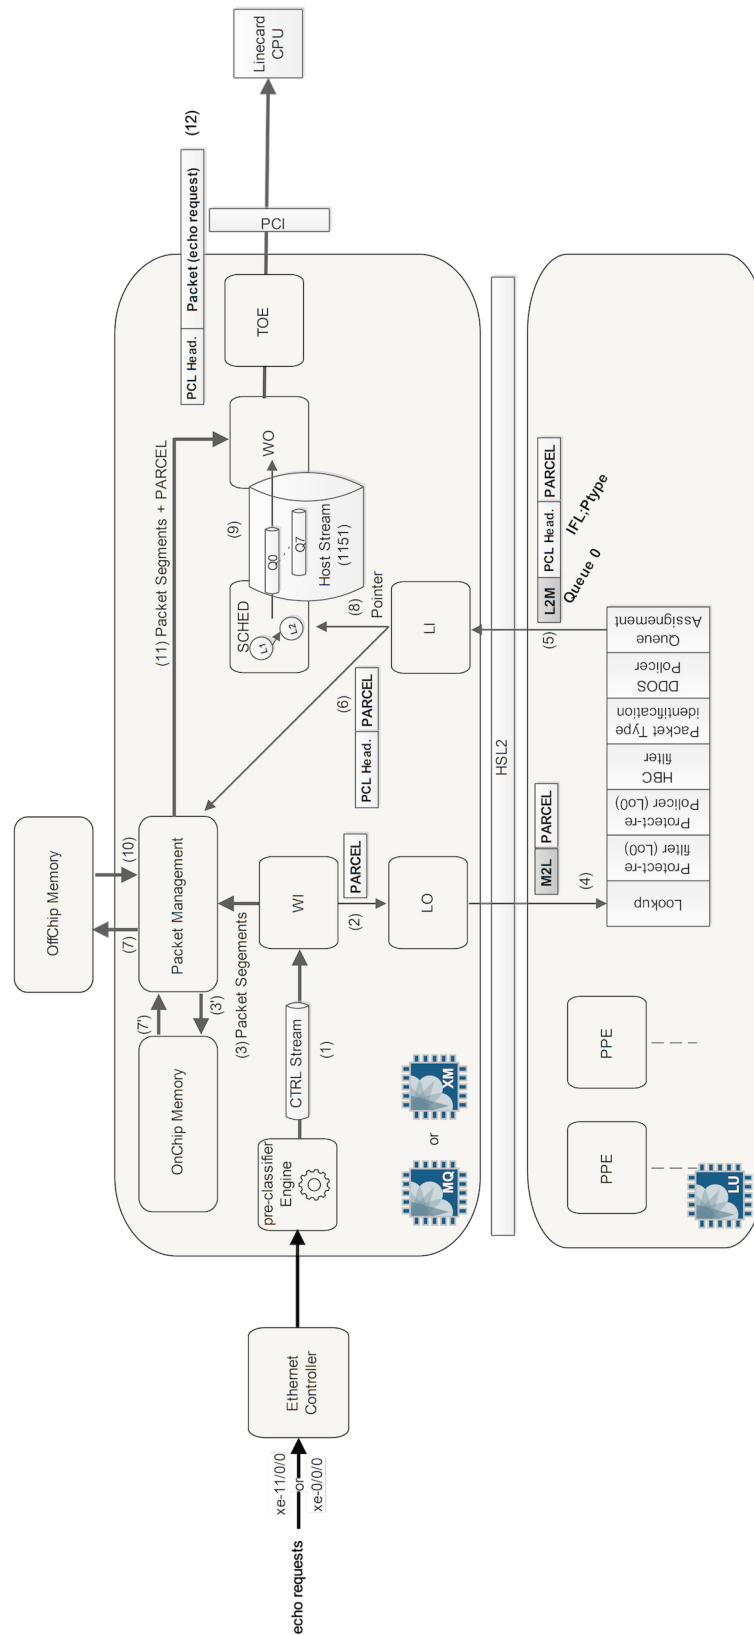 echo requests
xe-11/0/0
or
xe-0/0/0
Ethernet
Controller
pre-classifier
Engine
CTRL Stream
(1)
WI
(2)
PARCEL
(3) Packet Segements
(3')
(7')
OnChip Memory
Packet Management
(7)
(10)
OffChip Memory
LO
M2L
PARCEL
(4)
Lookup
Protect-re
filter (Lo0)
Protect-re
Policer (Lo0)
HBC
filter
Packet Type
identification
DDOS
Policer
Queue
Assignement
(5)
L2M
PCL Head.
PARCEL
Queue 0
IFL;Ptype
LI
(6)
PCL Head.
PARCEL
(8)
Pointer
SCHED
L1
L2
Q0
Q7
Host Stream
(1151)
(9)
WO
(11) Packet Segments + PARCEL
TOE
PCL Head.
Packet (echo request)
(12)
PCI
Linecard
CPU
HSL2
MQ
or
XM
PPE
PPE
LU